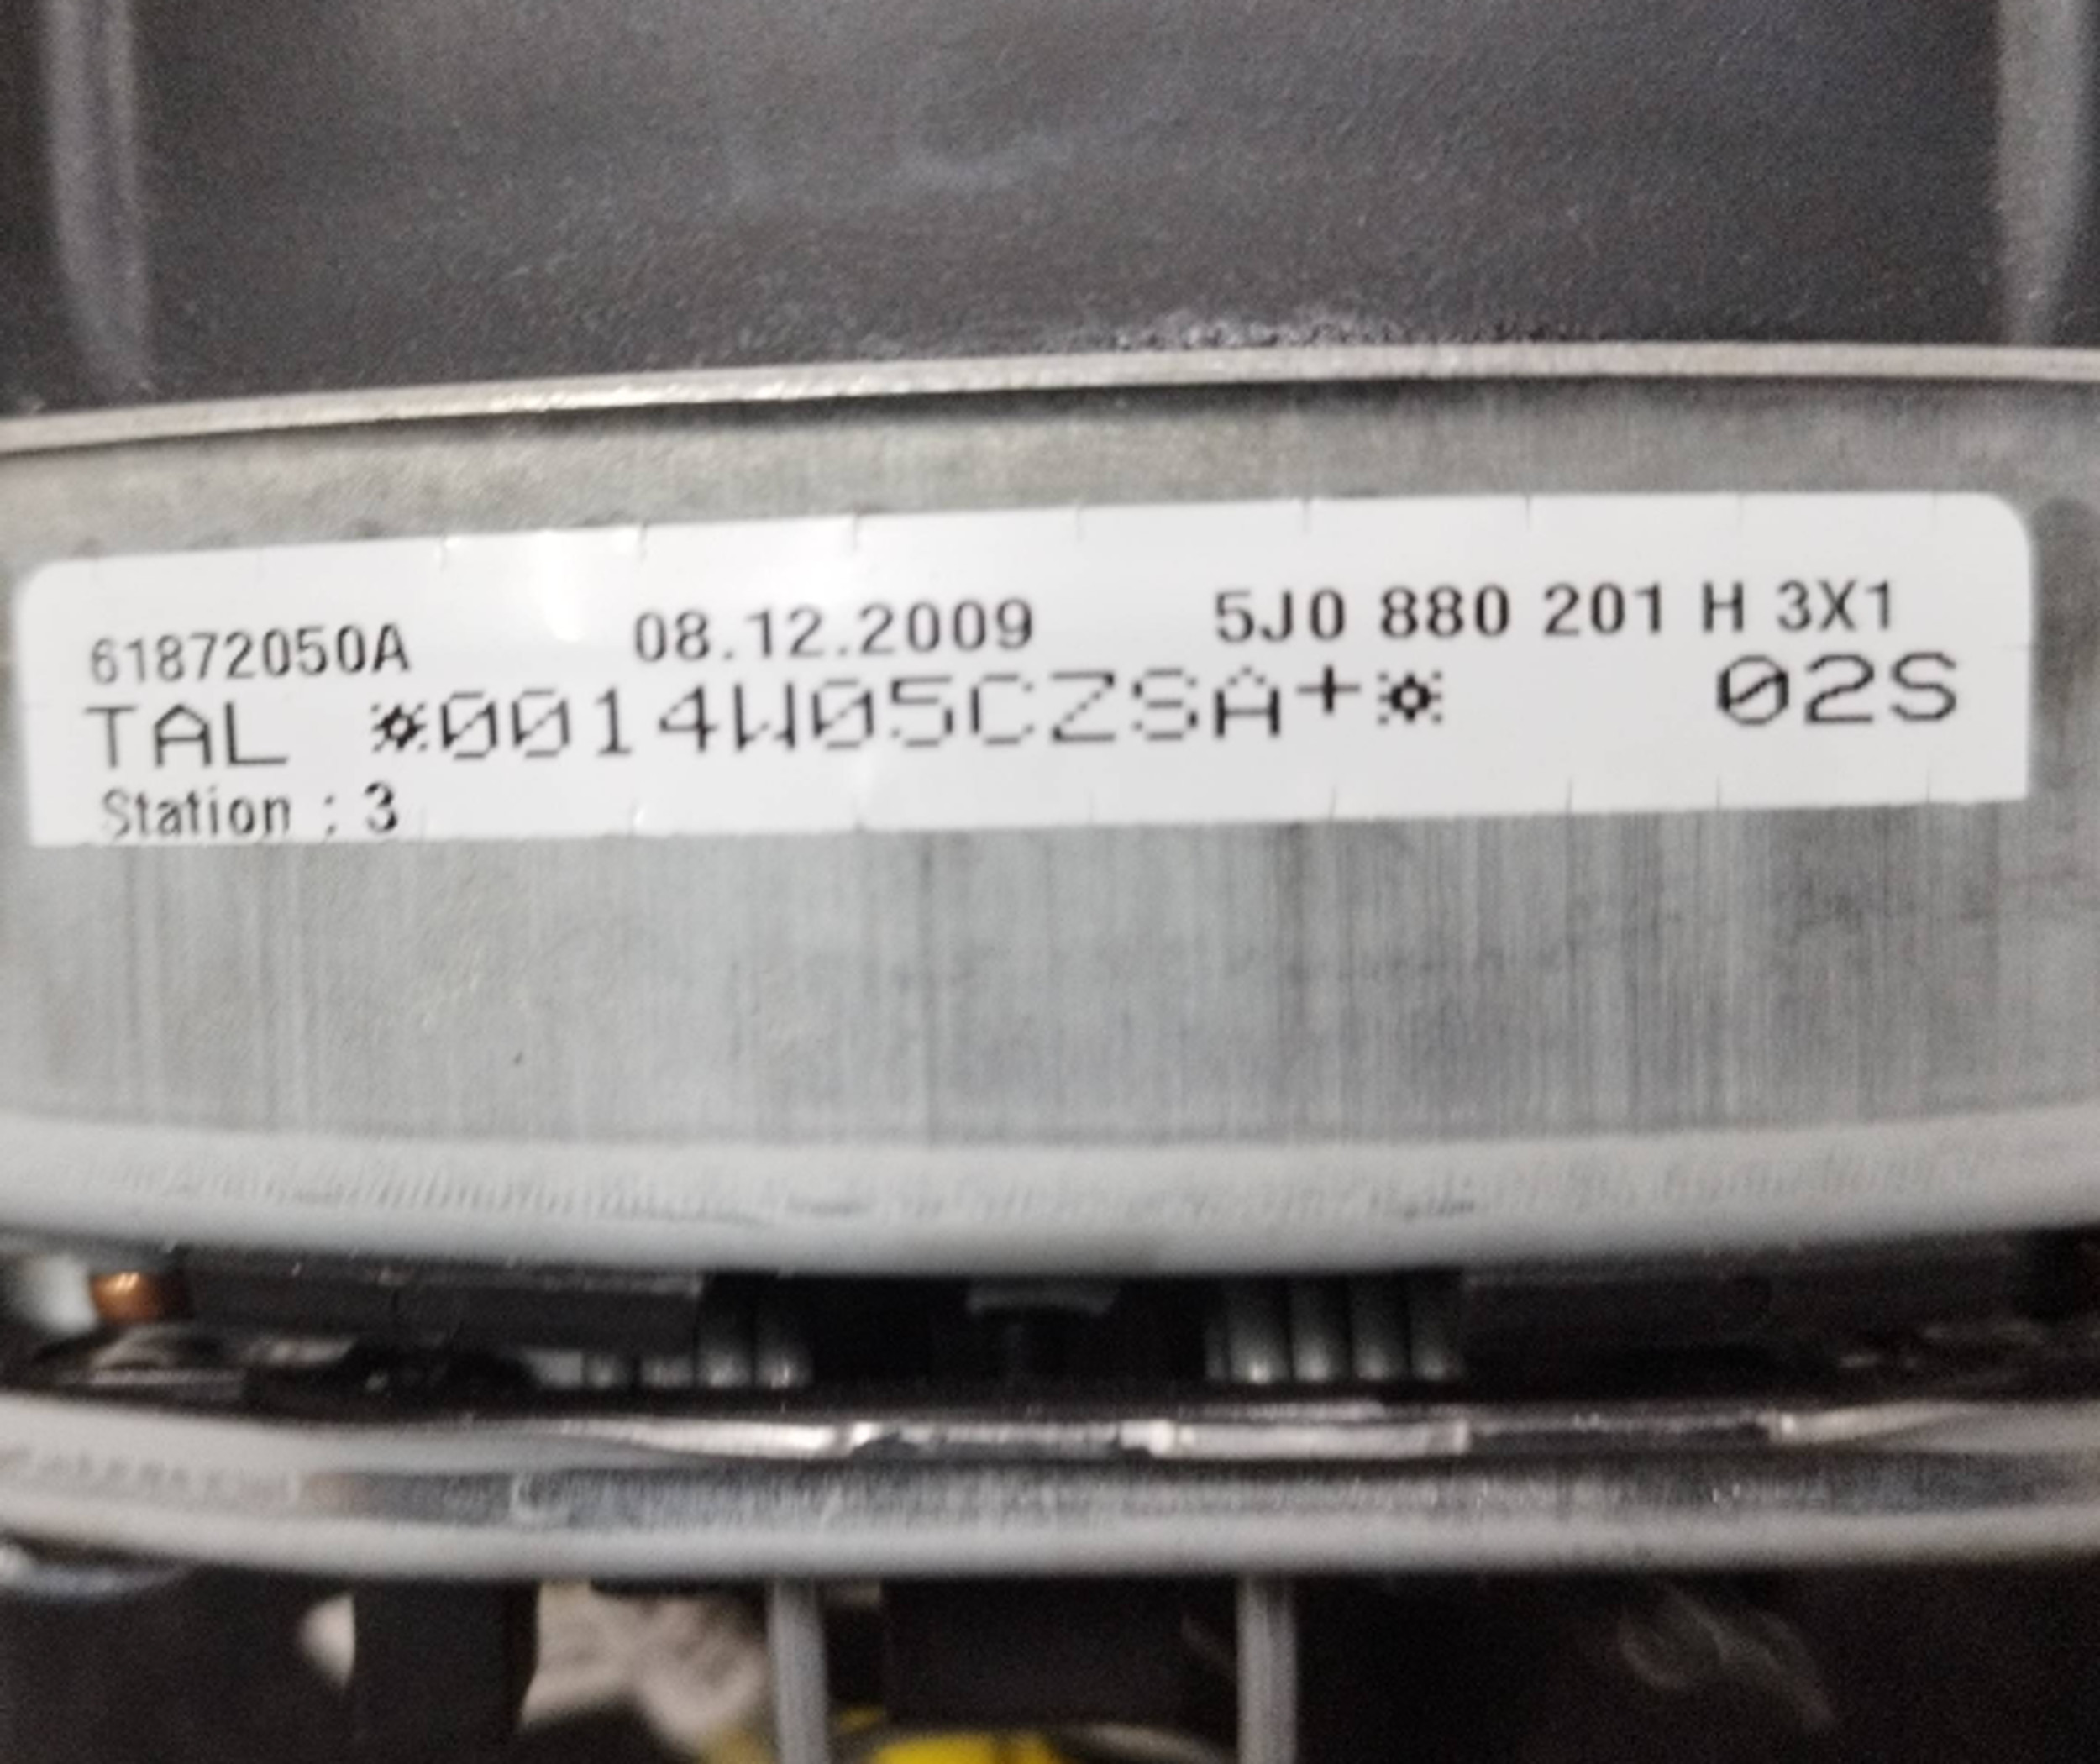 61872050A 08.12.2009 5J0 880 201 H 3X1
TAL *0014W05CZSA+* 02S
Station : 3